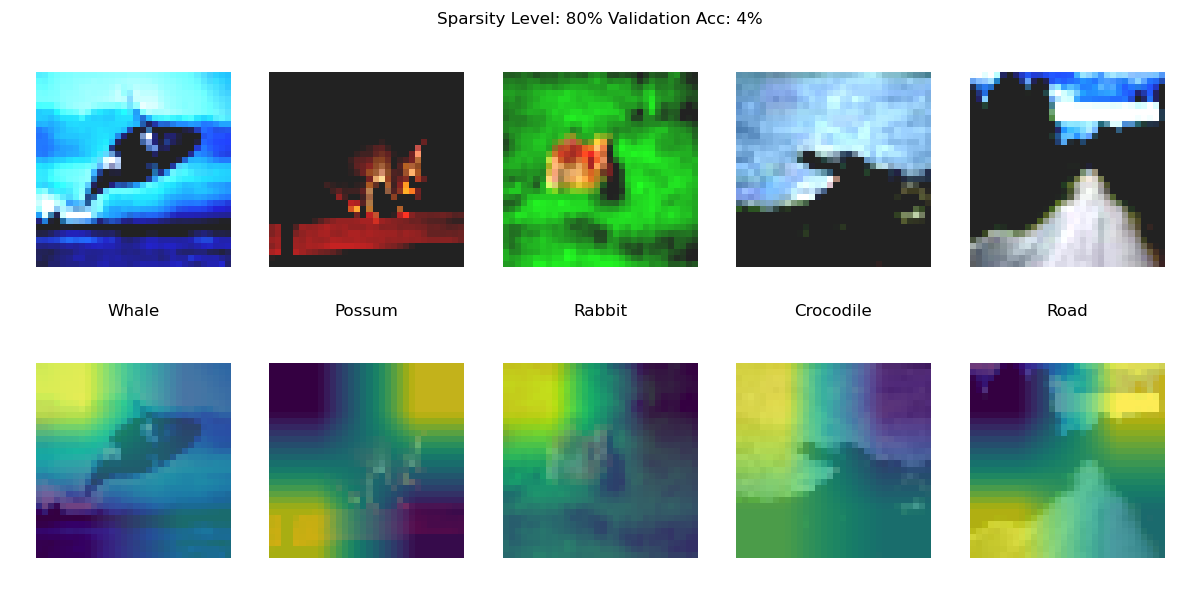 Sparsity Level: 80% Validation Acc: 4%
Whale
Possum
Rabbit
Crocodile
Road